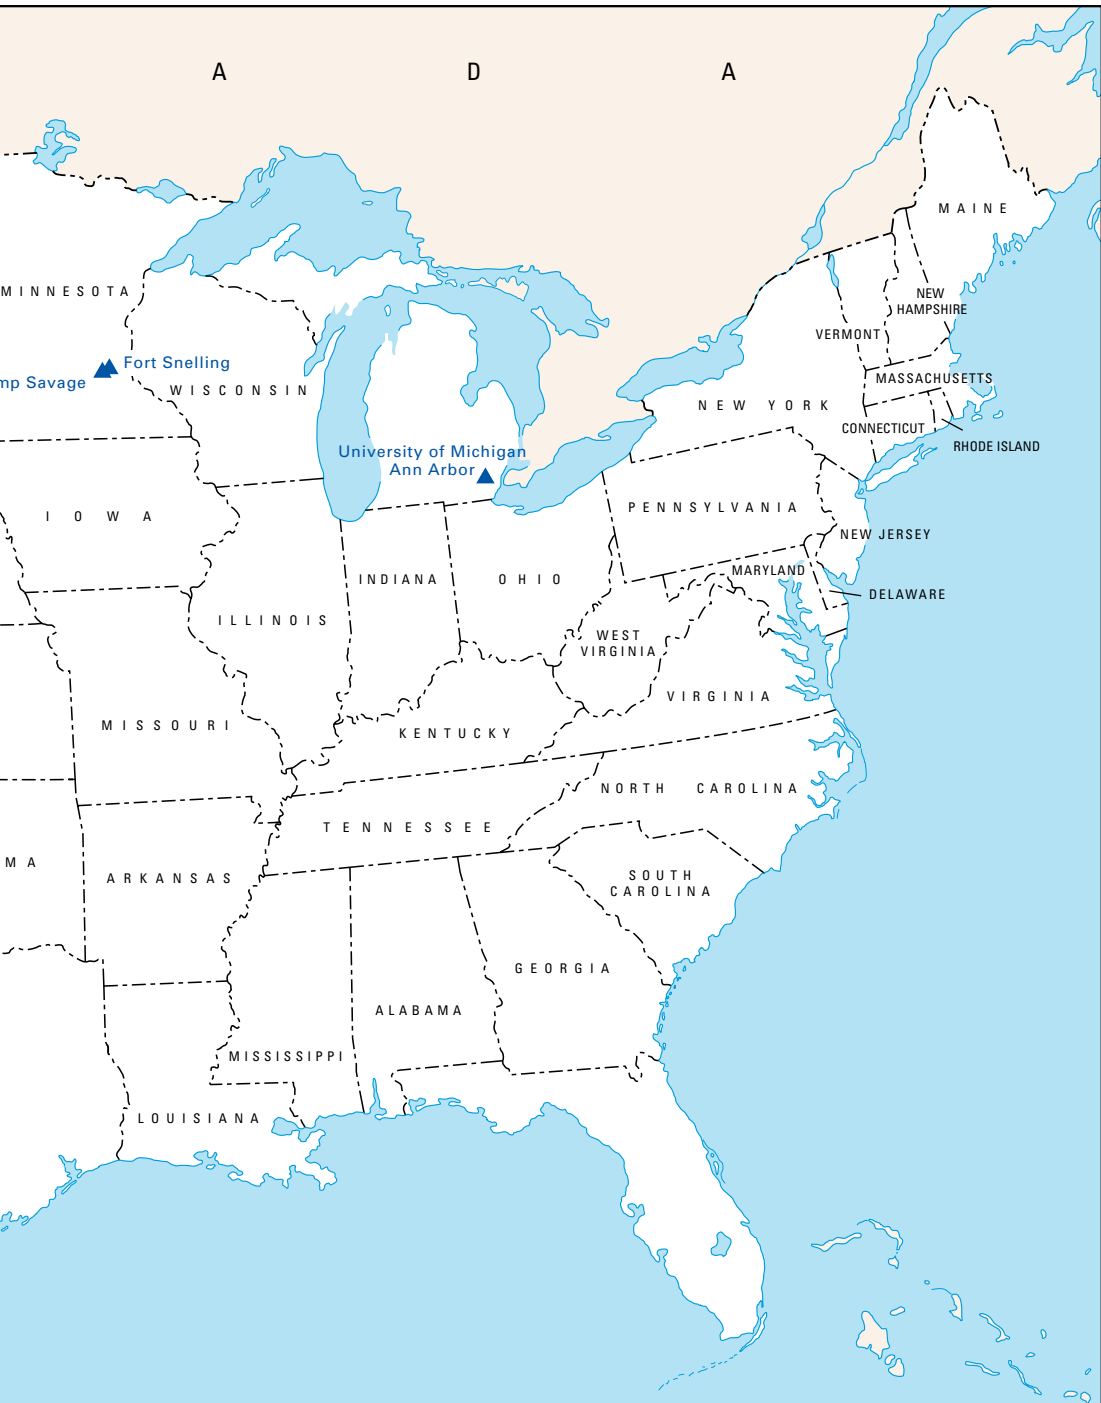 A D A
MAINE
MINNESOTA
NEW
HAMPSHIRE
VERMONT
Fort Snelling
mp Savage
WISCONSIN
MASSACHUSETTS
NEW YORK
CONNECTICUT
RHODE ISLAND
University of Michigan
Ann Arbor
IOWA
PENNSYLVANIA
NEW JERSEY
INDIANA
OHIO
MARYLAND
DELAWARE
ILLINOIS
WEST
VIRGINIA
VIRGINIA
MISSOURI
KENTUCKY
NORTH CAROLINA
TENNESSEE
MA
ARKANSAS
SOUTH
CAROLINA
GEORGIA
ALABAMA
MISSISSIPPI
LOUISIANA